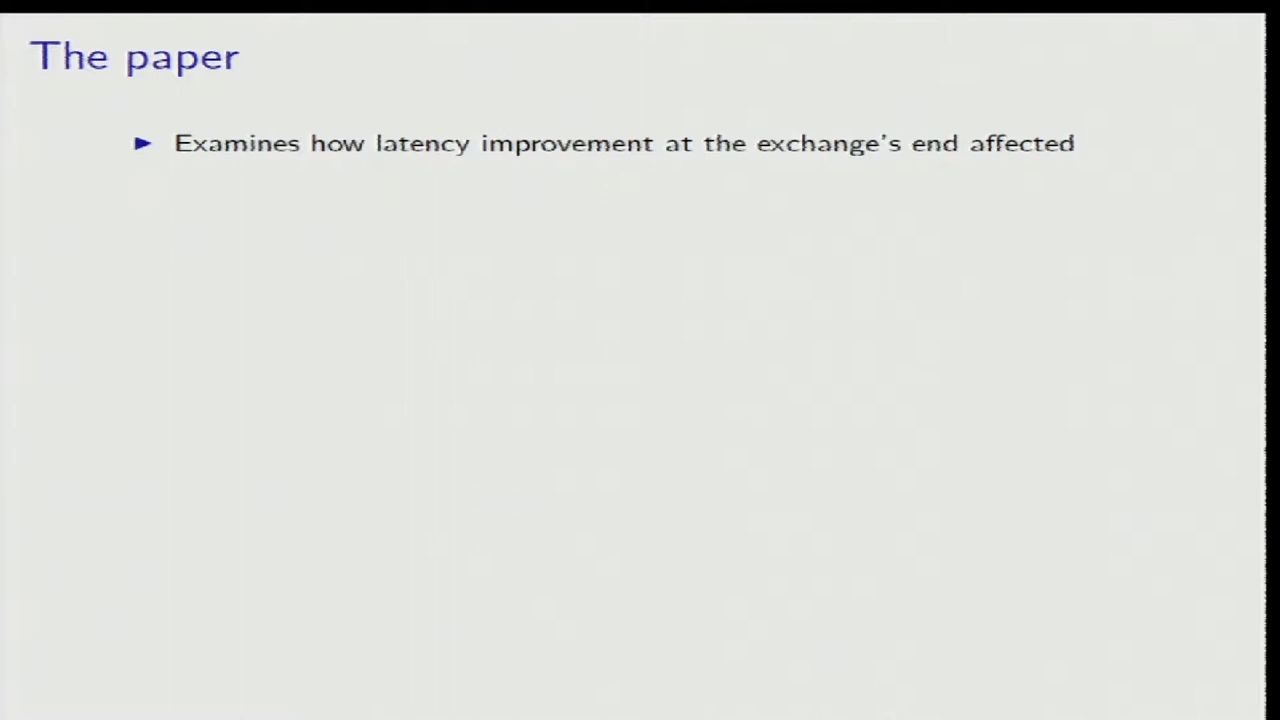 The paper
► Examines how latency improvement at the exchange's end affected